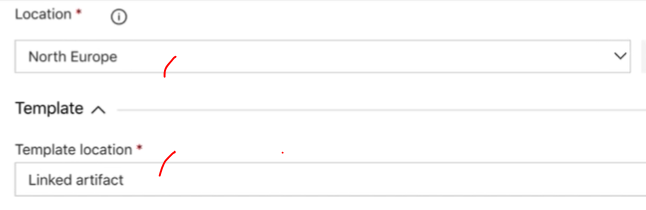 Location *
North Europe
Template
Template location *
Linked artifact